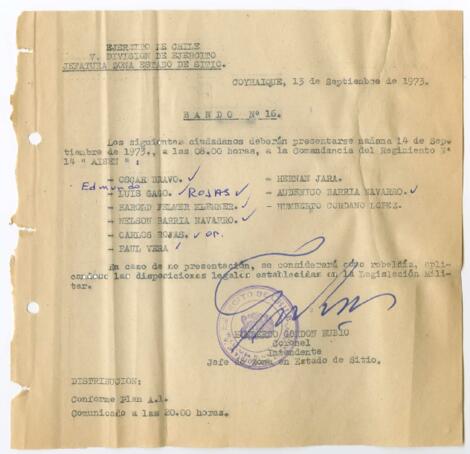 EJERCITO DE CHILE
V. DIVISION DE EJERCITO
JEFATURA ZONA ESTADO DE SITIO.
COYHAIQUE, 13 de Septiembre de 1973.
BANDO Nº 16.
Los siguientes ciudadanos deberán presentarse mañana 14 de Sep-
tiembre de 1973., a las 08.00 horas, a la Comandancia del Regimiento Nº
14 "AISEN":
- OSCAR BRAVO. ✓
Edmundo
- LUIS GAGO. ✓ ROJAS ✓
- HAROLD FELMER KLENNER ✓
- NELSON BARRIA NAVARRO. ✓
- CARLOS ROJAS. ✓
- PAUL VERA
- HERNAN JARA.
- AUDENCGO BARRIA NAVARRO. ✓
- HUMBERTO CORDANO LOPEZ.
En caso de no presentación, se considerará como rebeldía, apli-
candose las disposiciones legales establecidas en la Legislación Mili-
tar.
HUMBERTO GORDON RUBIO
Coronel
Intendente
Jefe de Zona en Estado de Sitio.
DISTRIBUCION:
Conforme Plan A.1.
Comunicado a las 20.00 horas.